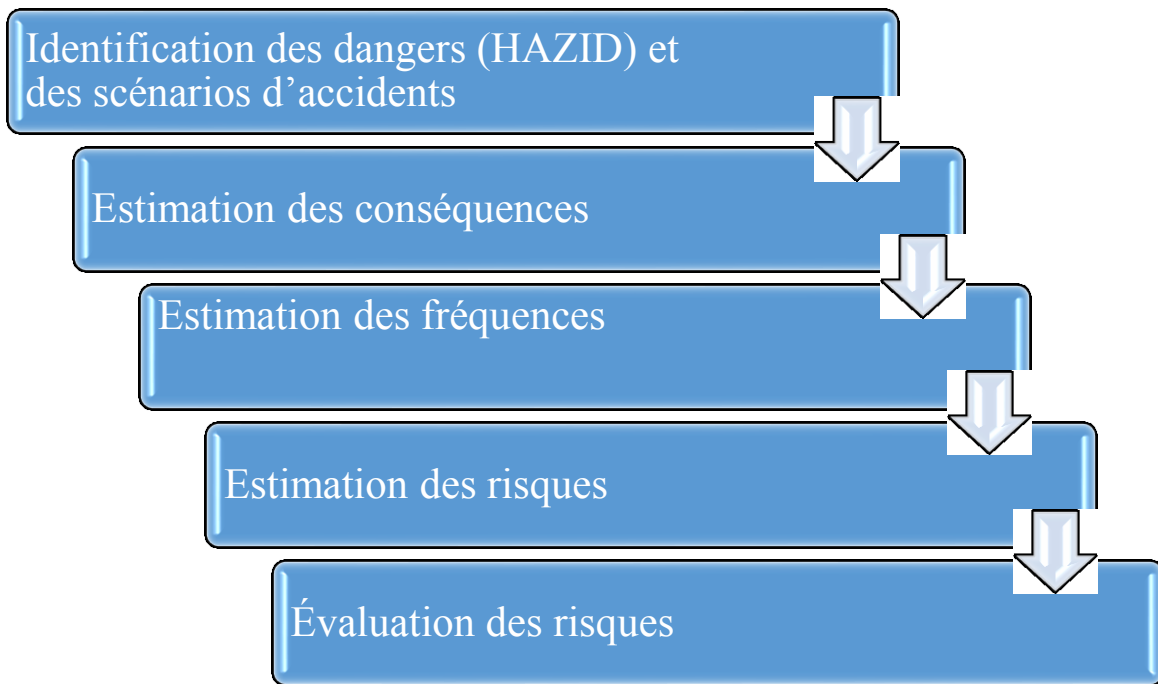 Identification des dangers (HAZID) et
des scénarios d’accidents
Estimation des conséquences
Estimation des fréquences
Estimation des risques
Évaluation des risques